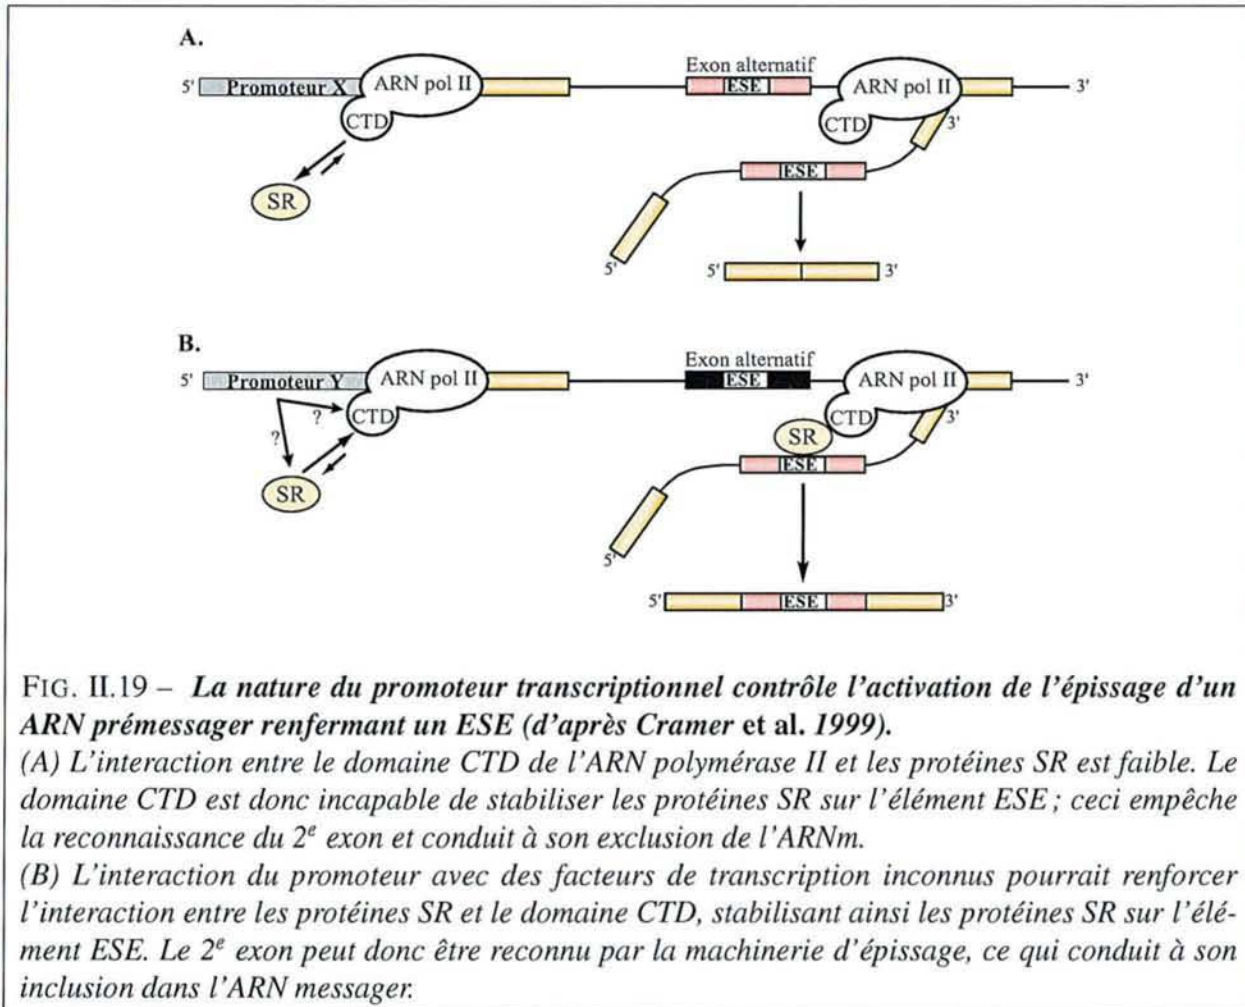 A.
Exon alternatif
5' Promoteur X ARN pol II ESE ARN pol II 3'
CTD CTD 3'
ESE
SR
5'
5' 3'
B.
Exon alternatif
5' Promoteur Y ARN pol II ESE ARN pol II 3'
? CTD CTD 3'
? SR
ESE
SR
5'
5' ESE 3'
FIG. II.19 – La nature du promoteur transcriptionnel contrôle l'activation de l'épissage d'un
ARN prémessager renfermant un ESE (d'après Cramer et al. 1999).
(A) L'interaction entre le domaine CTD de l'ARN polymérase II et les protéines SR est faible. Le
domaine CTD est donc incapable de stabiliser les protéines SR sur l'élément ESE ; ceci empêche
la reconnaissance du 2e exon et conduit à son exclusion de l'ARNm.
(B) L'interaction du promoteur avec des facteurs de transcription inconnus pourrait renforcer
l'interaction entre les protéines SR et le domaine CTD, stabilisant ainsi les protéines SR sur l'élé-
ment ESE. Le 2e exon peut donc être reconnu par la machinerie d'épissage, ce qui conduit à son
inclusion dans l'ARN messager.